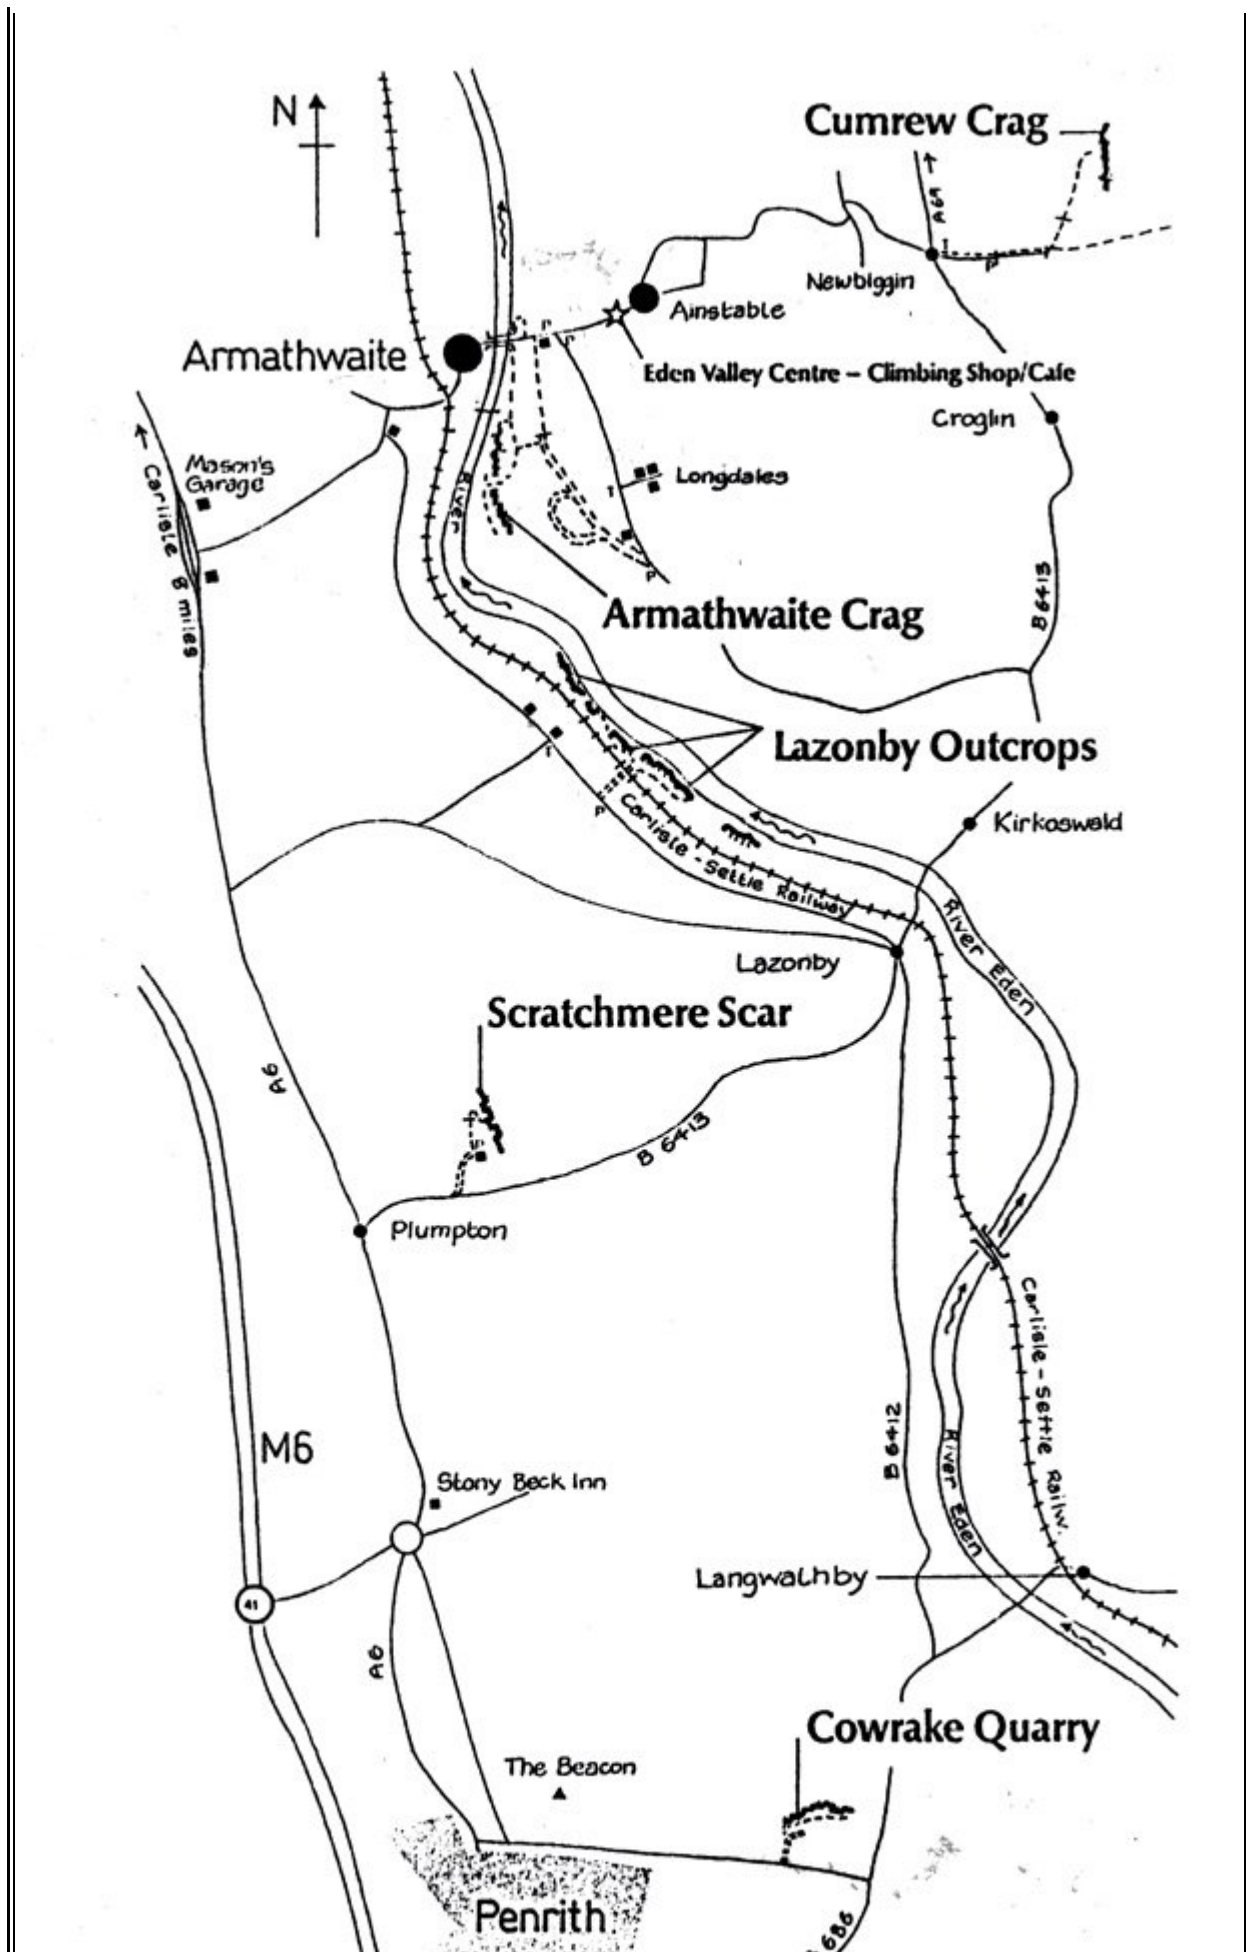 N
Cumrew Crag
A69
Newbiggin
Ainstable
Armathwaite
Eden Valley Centre – Climbing Shop/Cafe
Croglin
Mason's
Garage
Longdales
T
River
P
Carlisle 8 miles
B6413
Armathwaite Crag
Lazonby Outcrops
T
P
Carlisle - Settle Railway
Kirkoswald
River Eden
Lazonby
Scratchmere Scar
A6
B 6413
Plumpton
Carlisle - Settle Railw.
M6
B 6412
Stony Beck Inn
River Eden
Langwathby
41
A6
Cowrake Quarry
The Beacon
Penrith